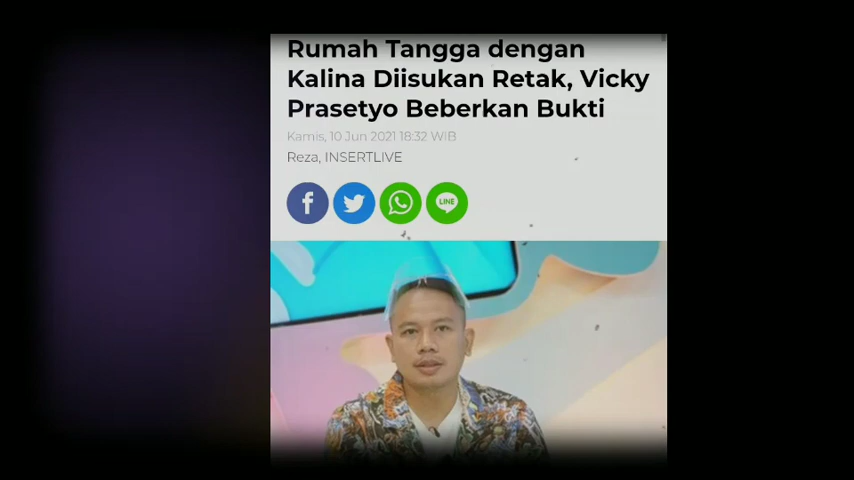 Rumah Tangga dengan
Kalina Diisukan Retak, Vicky
Prasetyo Beberkan Bukti
Kamis, 10 Jun 2021 18:32 WIB
Reza, INSERTLIVE
LINE